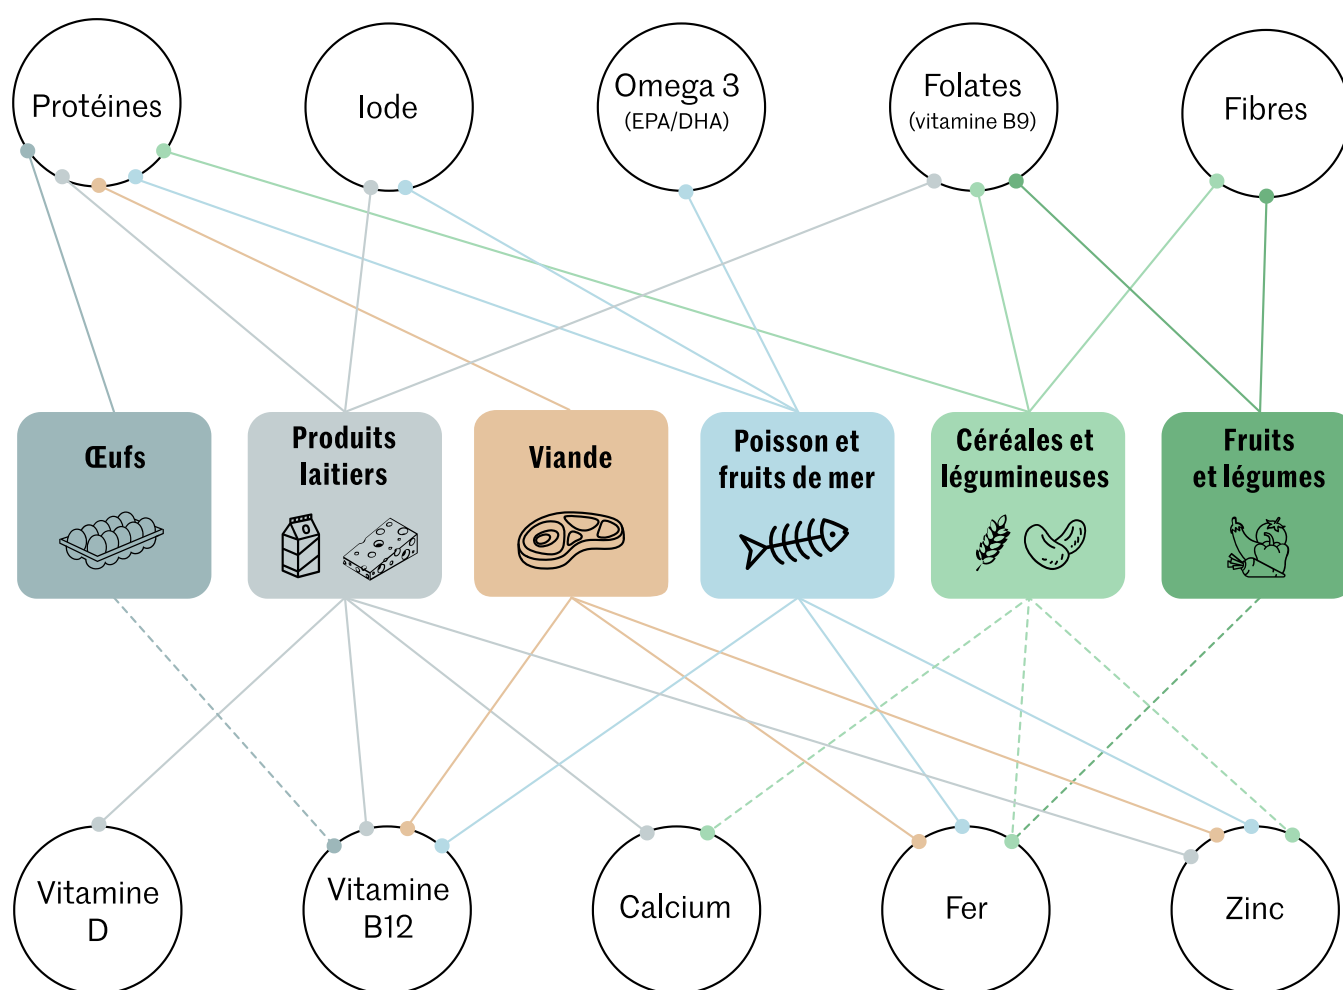 Protéines
Iode
Omega 3
(EPA/DHA)
Folates
(vitamine B9)
Fibres
Œufs
Produits
laitiers
Viande
Poisson et
fruits de mer
Céréales et
légumineuses
Fruits
et légumes
Vitamine
D
Vitamine
B12
Calcium
Fer
Zinc